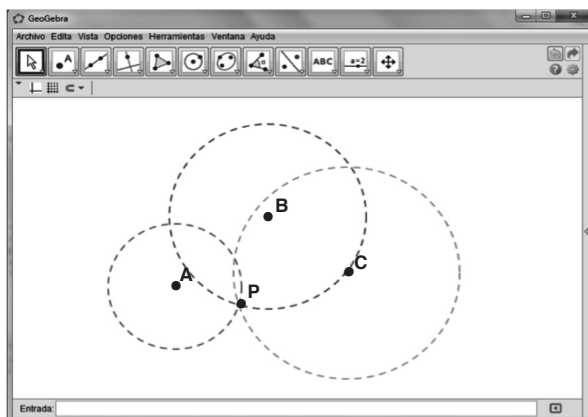 GeoGebra
Archivo Edita Vista Opciones Herramientas Ventana Ayuda
A ABC a=2
B
A
C
P
Entrada: